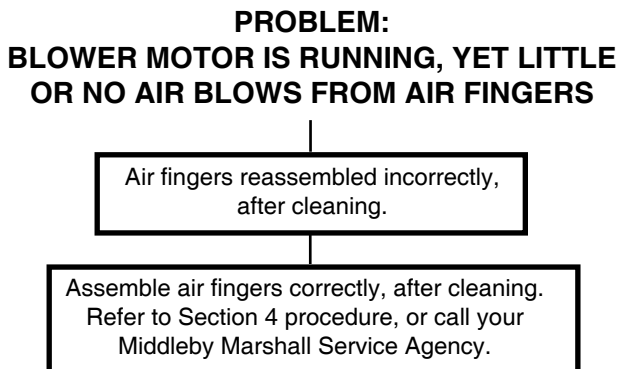 PROBLEM:
BLOWER MOTOR IS RUNNING, YET LITTLE
OR NO AIR BLOWS FROM AIR FINGERS
Air fingers reassembled incorrectly,
after cleaning.
Assemble air fingers correctly, after cleaning.
Refer to Section 4 procedure, or call your
Middleby Marshall Service Agency.